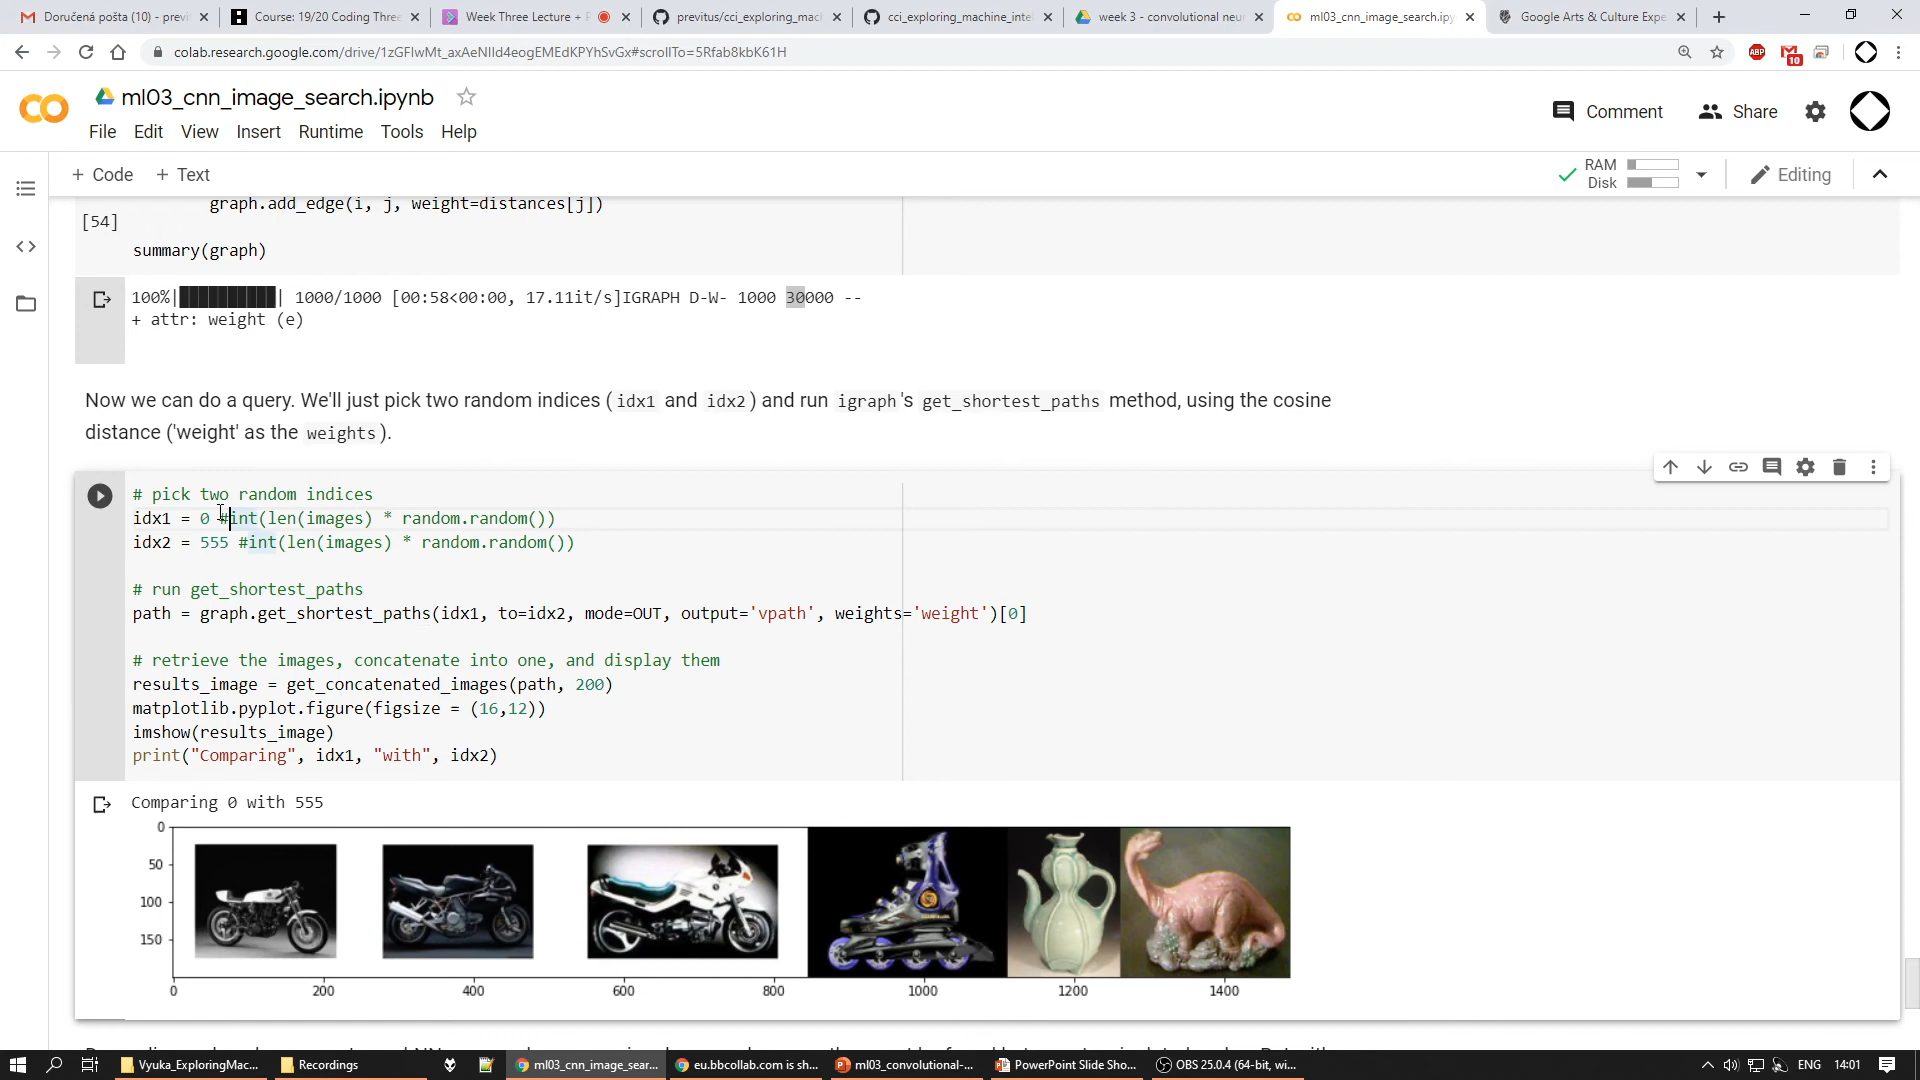 Doručená pošta (10) - previ
Course: 19/20 Coding Three
Week Three Lecture +
previtus/cci_exploring_mach
cci_exploring_machine_intel
week 3 - convolutional neu
ml03_cnn_image_search.ipy
Google Arts & Culture Expe
colab.research.google.com/drive/1zGFIwMt_axAeNIId4eogEMEdKPYhSvGx#scrollTo=5Rfab8kbK61H
ABP
10
ml03_cnn_image_search.ipynb
Comment
Share
File Edit View Insert Runtime Tools Help
+ Code + Text
RAM
Disk
Editing
graph.add_edge(i, j, weight=distances[j])
[54]
summary(graph)
100%|██████████| 1000/1000 [00:58<00:00, 17.11it/s]IGRAPH D-W- 1000 30000 --
+ attr: weight (e)
Now we can do a query. We'll just pick two random indices (idx1 and idx2) and run igraph's get_shortest_paths method, using the cosine
distance ('weight' as the weights).
# pick two random indices
idx1 = 0 #int(len(images) * random.random())
idx2 = 555 #int(len(images) * random.random())
# run get_shortest_paths
path = graph.get_shortest_paths(idx1, to=idx2, mode=OUT, output='vpath', weights='weight')[0]
# retrieve the images, concatenate into one, and display them
results_image = get_concatenated_images(path, 200)
matplotlib.pyplot.figure(figsize = (16,12))
imshow(results_image)
print("Comparing", idx1, "with", idx2)
Comparing 0 with 555
0
50
100
150
0 200 400 600 800 1000 1200 1400
Vyuka_ExploringMac...
Recordings
ml03_cnn_image_sear...
eu.bbcollab.com is sh...
ml03_convolutional-...
PowerPoint Slide Sho...
OBS 25.0.4 (64-bit, wi...
ENG
14:01